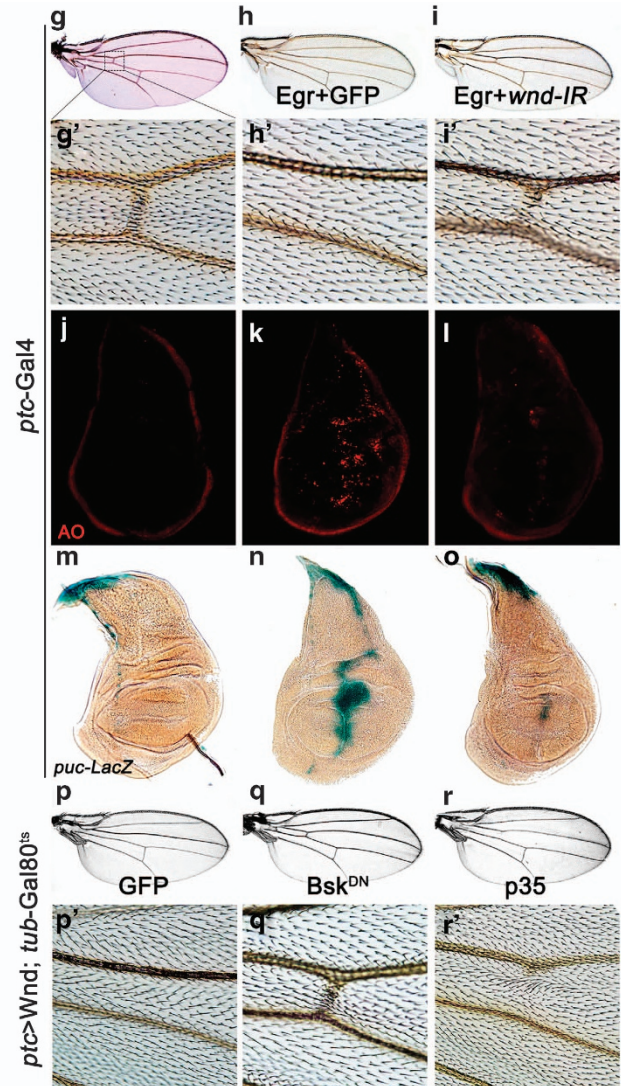 g h i
Egr+GFP Egr+wnd-IR
g' h' i'
j k l
AO
m n o
puc-LacZ
ptc-Gal4
p q r
GFP Bsk^DN p35
p' q' r'
ptc>Wnd; tub-Gal80^ts